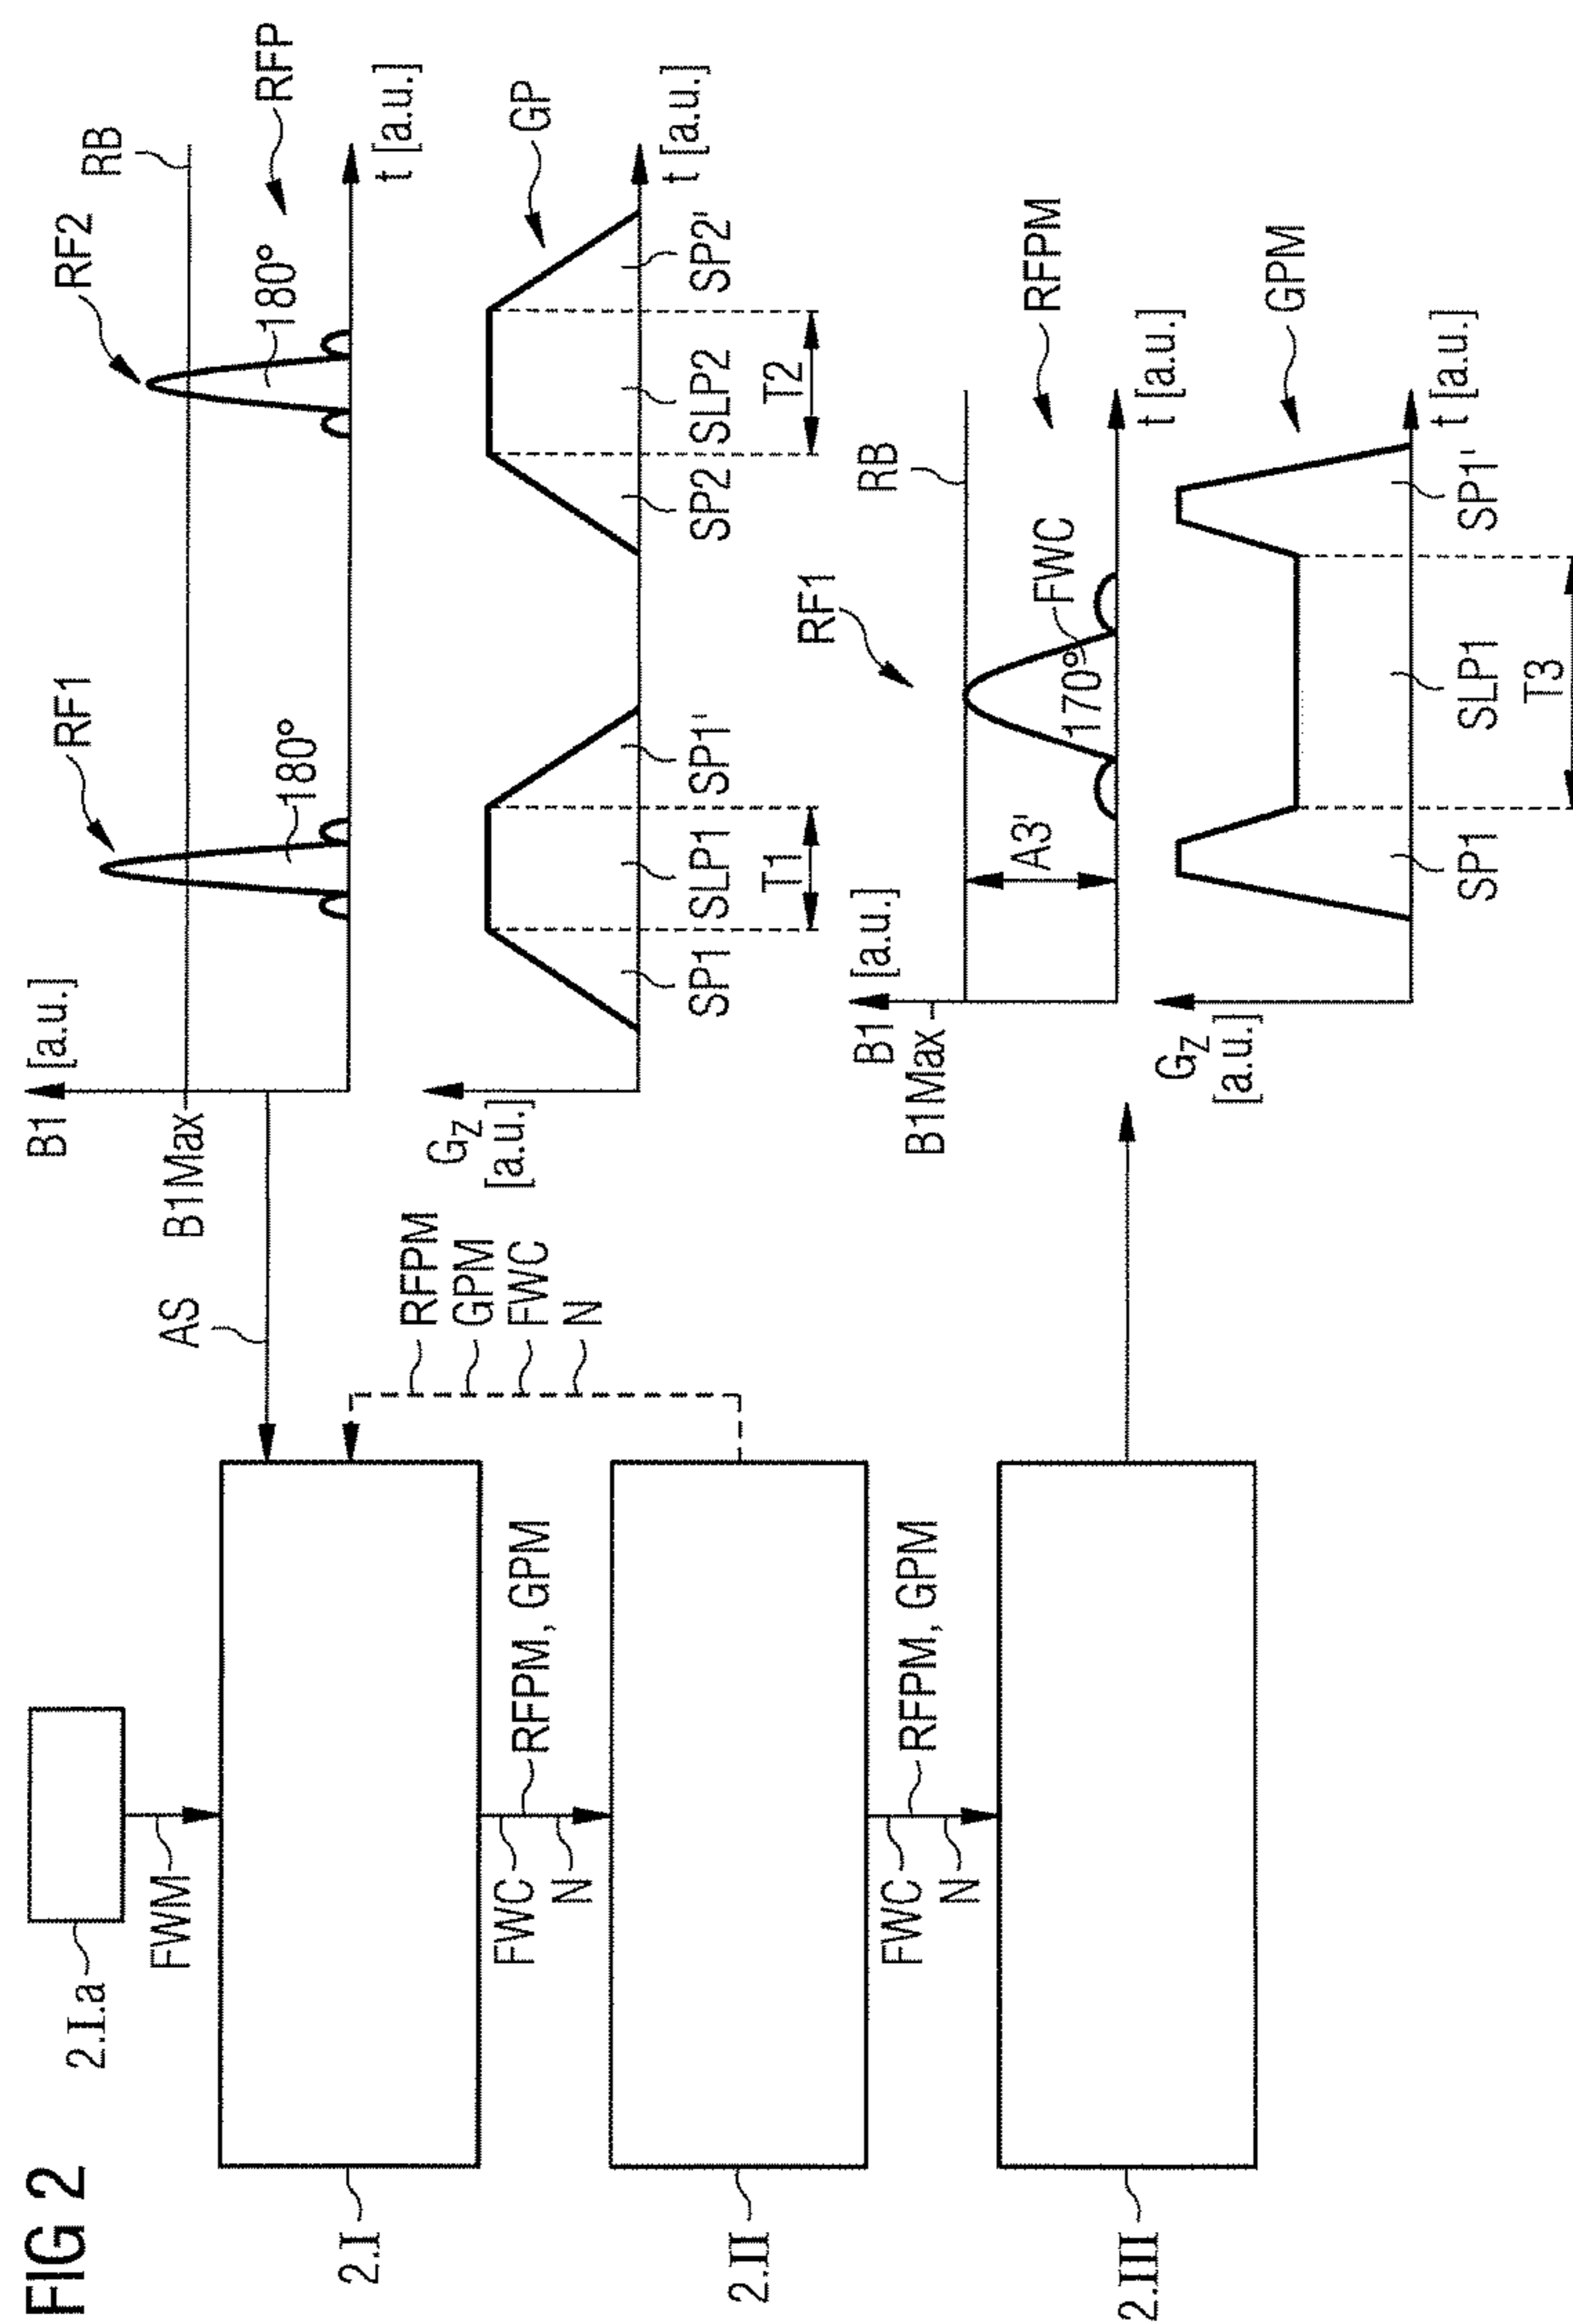 FIG 2
2.I.a
FWM
2.I
FWC
N
RFPM, GPM
2.II
FWC
N
RFPM, GPM
2.III
AS
RFPM
GPM
FWC
N
B1 [a.u.]
B1Max
RF1
180°
RF2
180°
RB
RFP
t [a.u.]
Gz
[a.u.]
GP
t [a.u.]
SP1
SLP1
SP1'
SP2
SLP2
SP2'
T1
T2
B1 [a.u.]
B1Max
A3'
RF1
170°
FWC
RB
RFPM
t [a.u.]
Gz
[a.u.]
GPM
t [a.u.]
SP1
SLP1
SP1'
T3